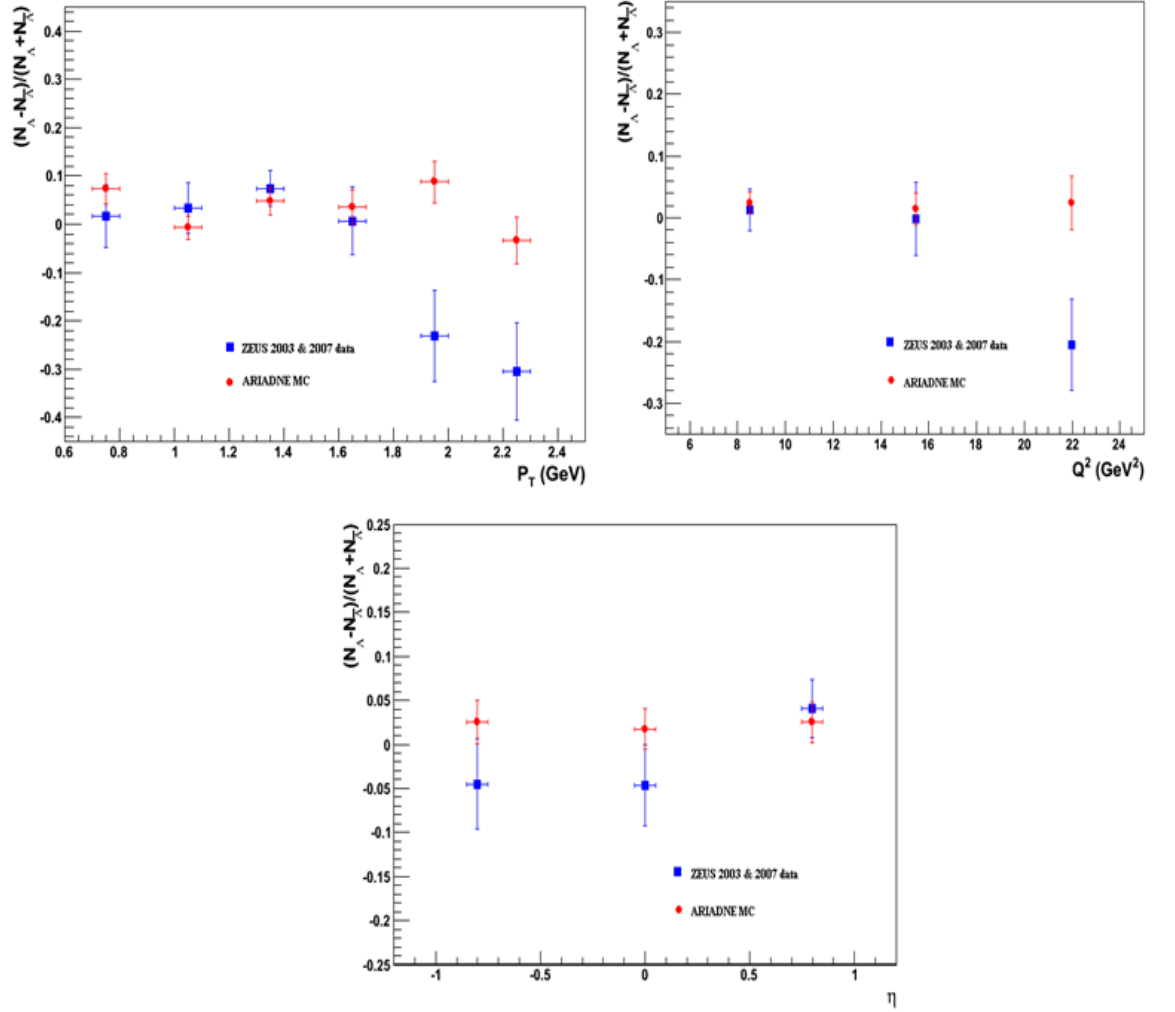 (N_Λ -N_Λ̅)/(N_Λ +N_Λ̅)
0.4
0.3
0.2
0.1
0
-0.1
-0.2
-0.3
-0.4
ZEUS 2003 & 2007 data
ARIADNE MC
0.6 0.8 1 1.2 1.4 1.6 1.8 2 2.2 2.4
P_T (GeV)
(N_Λ -N_Λ̅)/(N_Λ +N_Λ̅)
0.3
0.2
0.1
0
-0.1
-0.2
-0.3
ZEUS 2003 & 2007 data
ARIADNE MC
6 8 10 12 14 16 18 20 22 24
Q² (GeV²)
(N_Λ -N_Λ̅)/(N_Λ +N_Λ̅)
0.25
0.2
0.15
0.1
0.05
0
-0.05
-0.1
-0.15
-0.2
-0.25
ZEUS 2003 & 2007 data
ARIADNE MC
-1 -0.5 0 0.5 1
η